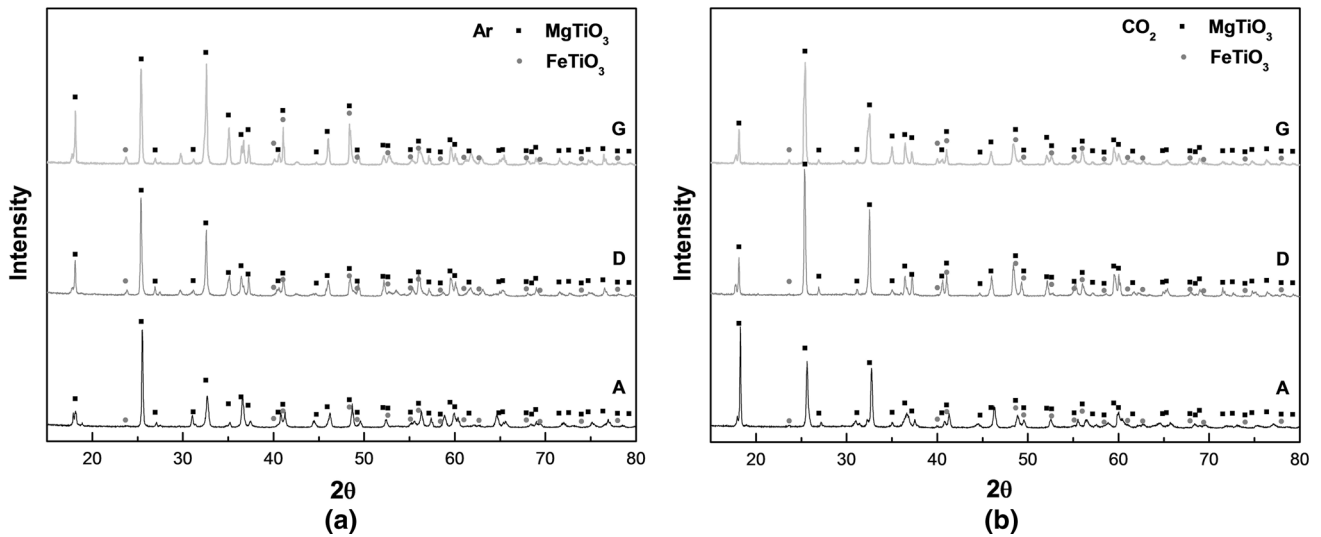 Ar ■ MgTiO₃
● FeTiO₃
G
D
A
Intensity
20 30 40 50 60 70 80
2θ
(a)
CO₂ ■ MgTiO₃
● FeTiO₃
G
D
A
Intensity
20 30 40 50 60 70 80
2θ
(b)